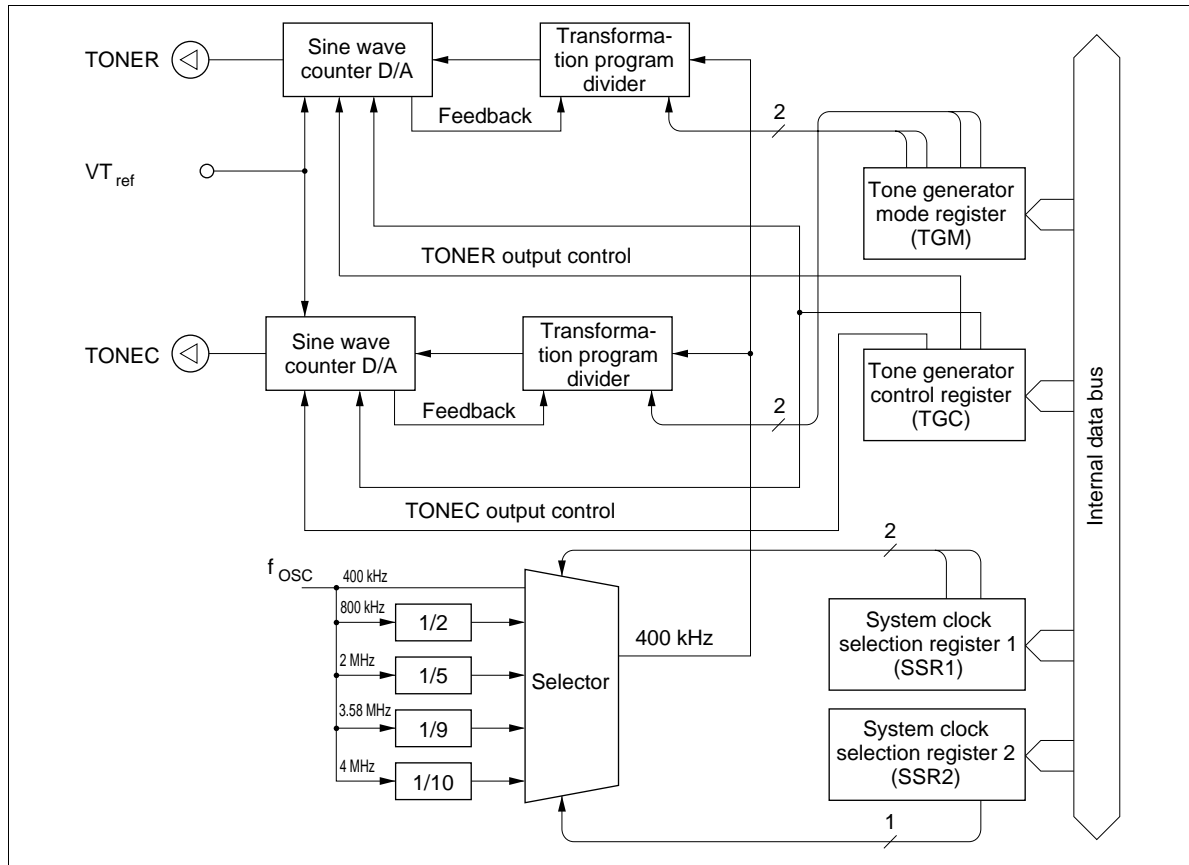 TONER
Sine wave
counter D/A
Transforma-
tion program
divider
Feedback
2
VT ref
Tone generator
mode register
(TGM)
TONER output control
TONEC
Sine wave
counter D/A
Transforma-
tion program
divider
Feedback
2
Tone generator
control register
(TGC)
Internal data bus
TONEC output control
2
f OSC
400 kHz
800 kHz
1/2
2 MHz
1/5
3.58 MHz
1/9
4 MHz
1/10
Selector
400 kHz
System clock
selection register 1
(SSR1)
System clock
selection register 2
(SSR2)
1